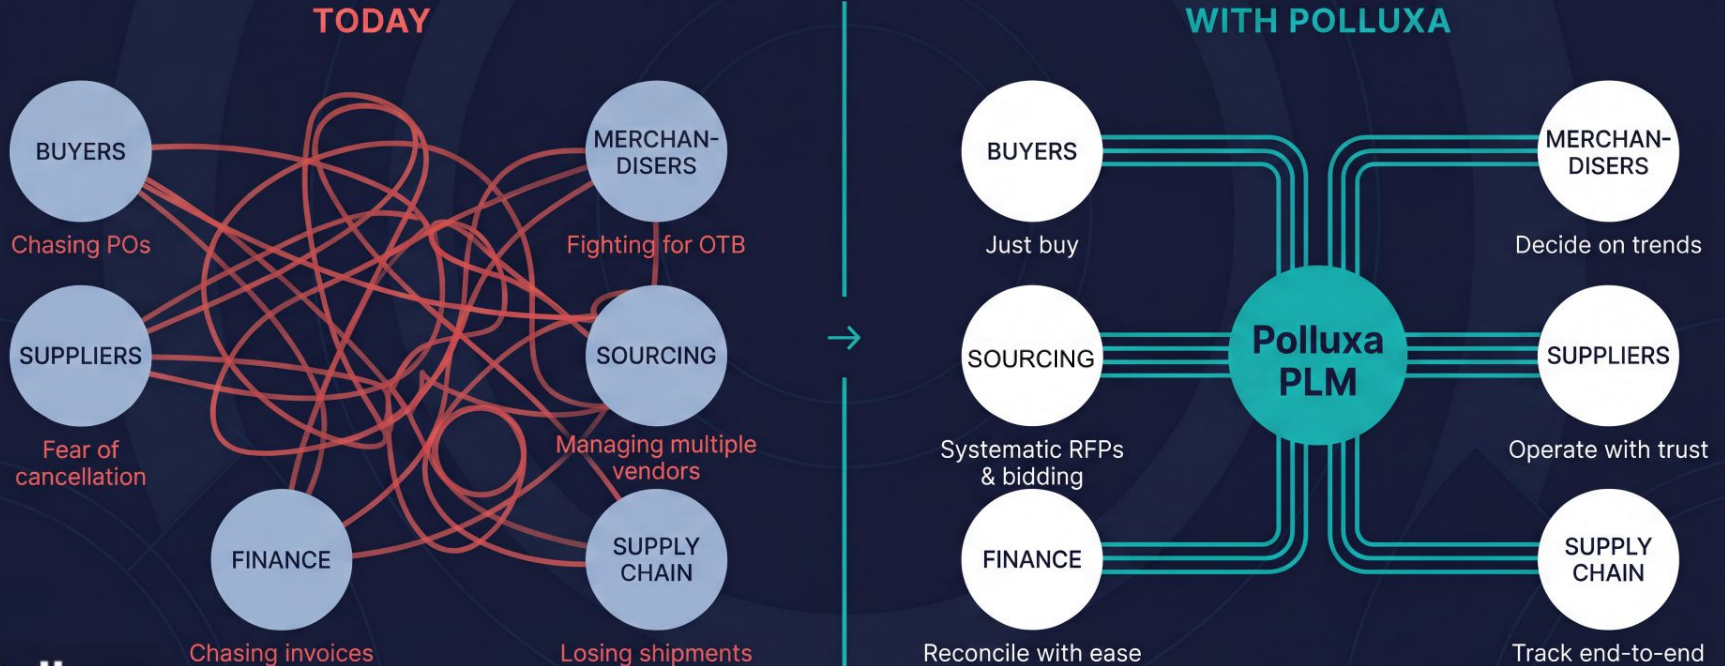 TODAY
BUYERS
Chasing POs
MERCHAN-
DISERS
Fighting for OTB
SUPPLIERS
Fear of
cancellation
SOURCING
Managing multiple
vendors
FINANCE
Chasing invoices
SUPPLY
CHAIN
Losing shipments
→
WITH POLLUXA
BUYERS
Just buy
MERCHAN-
DISERS
Decide on trends
SOURCING
Systematic RFPs
& bidding
Polluxa
PLM
SUPPLIERS
Operate with trust
FINANCE
Reconcile with ease
SUPPLY
CHAIN
Track end-to-end